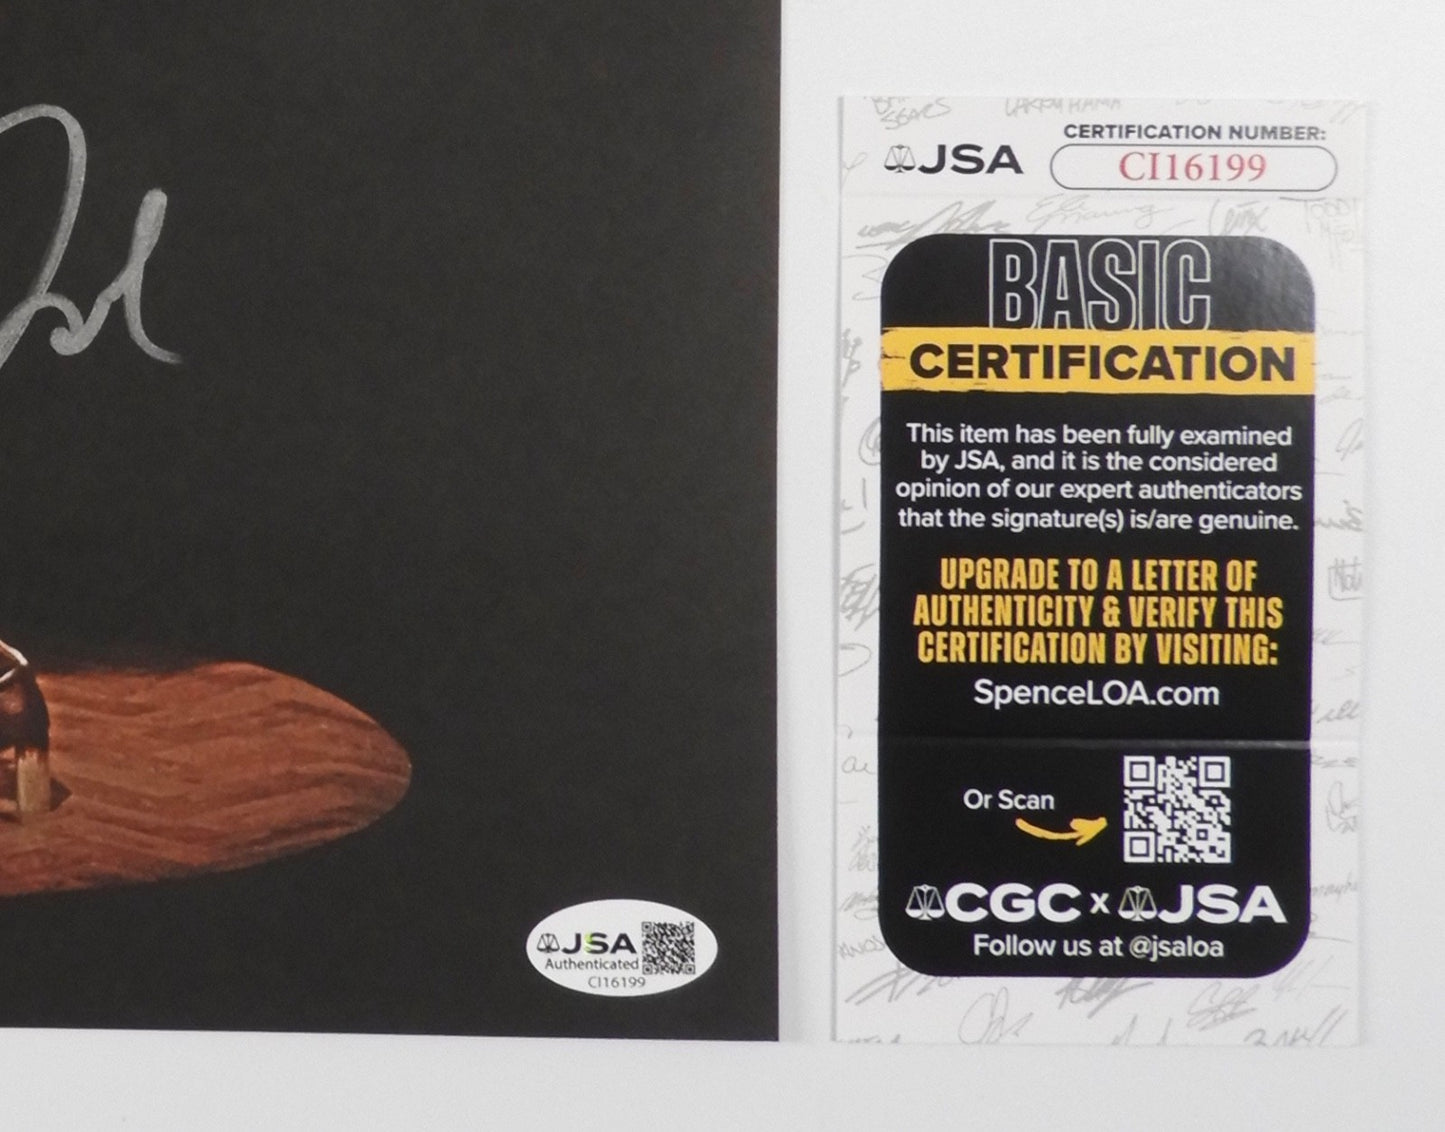 JSA
CERTIFICATION NUMBER:
CI16199
BASIC
CERTIFICATION
This item has been fully examined
by JSA, and it is the considered
opinion of our expert authenticators
that the signature(s) is/are genuine.
UPGRADE TO A LETTER OF
AUTHENTICITY & VERIFY THIS
CERTIFICATION BY VISITING:
SpenceLOA.com
Or Scan
CGC x JSA
Follow us at @jsaloa
JSA
Authenticated
CI16199